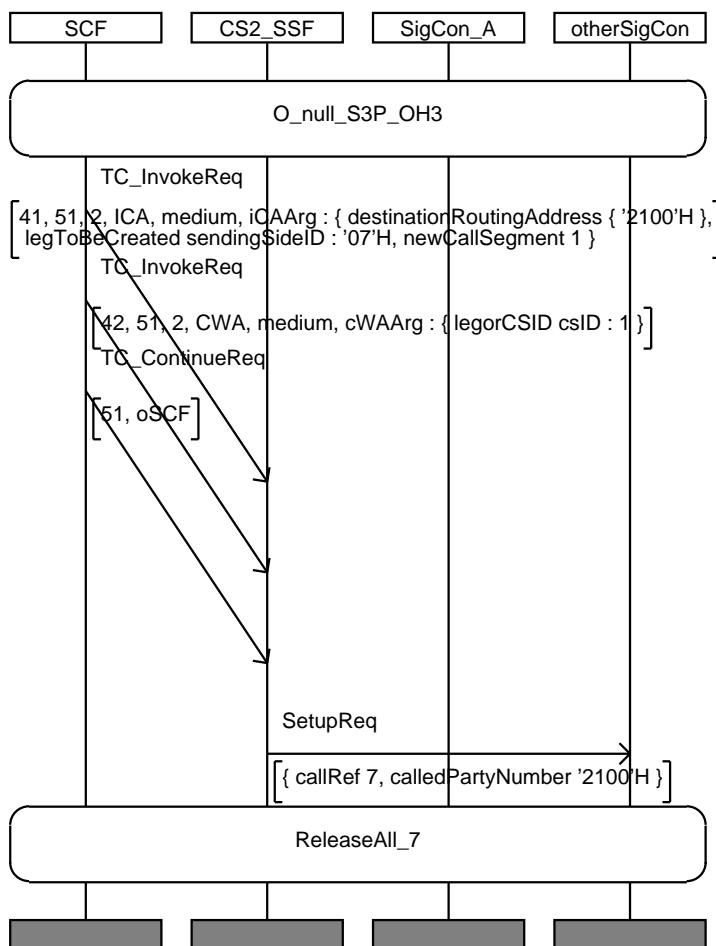 SCF CS2_SSF SigCon_A otherSigCon
O_null_S3P_OH3
TC_InvokeReq
41, 51, 2, ICA, medium, iCAArg : { destinationRoutingAddress { ’2100’H },
legToBeCreated sendingSideID : ’07’H, newCallSegment 1 }
TC_InvokeReq
42, 51, 2, CWA, medium, cWAArg : { legorCSID csID : 1 }
TC_ContinueReq
51, oSCF
SetupReq
{ callRef 7, calledPartyNumber ’2100’H }
ReleaseAll_7